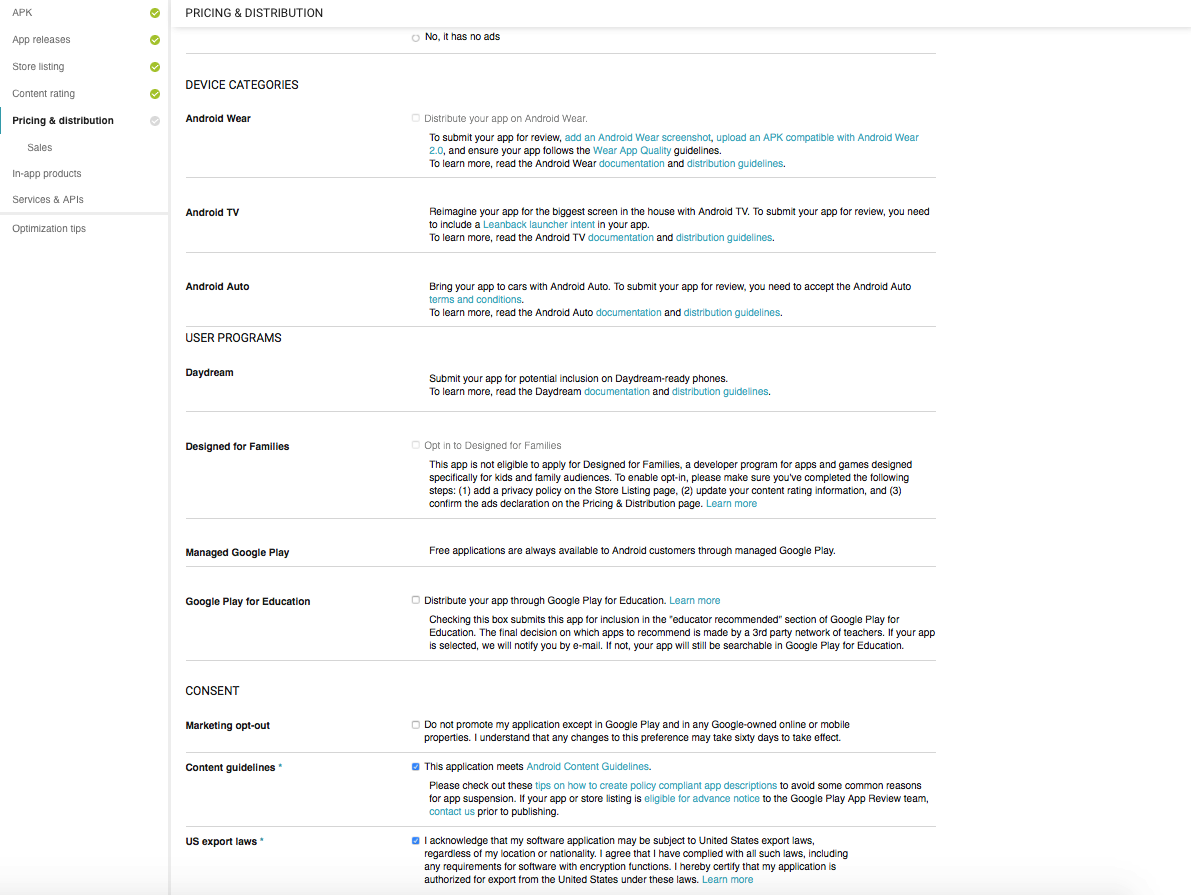 APK
App releases
Store listing
Content rating
Pricing & distribution
Sales
In-app products
Services & APIs
Optimization tips
PRICING & DISTRIBUTION
No, it has no ads
DEVICE CATEGORIES
Android Wear
Distribute your app on Android Wear.
To submit your app for review, add an Android Wear screenshot, upload an APK compatible with Android Wear
2.0, and ensure your app follows the Wear App Quality guidelines.
To learn more, read the Android Wear documentation and distribution guidelines.
Android TV
Reimagine your app for the biggest screen in the house with Android TV. To submit your app for review, you need
to include a Leanback launcher intent in your app.
To learn more, read the Android TV documentation and distribution guidelines.
Android Auto
Bring your app to cars with Android Auto. To submit your app for review, you need to accept the Android Auto
terms and conditions.
To learn more, read the Android Auto documentation and distribution guidelines.
USER PROGRAMS
Daydream
Submit your app for potential inclusion on Daydream-ready phones.
To learn more, read the Daydream documentation and distribution guidelines.
Designed for Families
Opt in to Designed for Families
This app is not eligible to apply for Designed for Families, a developer program for apps and games designed
specifically for kids and family audiences. To enable opt-in, please make sure you've completed the following
steps: (1) add a privacy policy on the Store Listing page, (2) update your content rating information, and (3)
confirm the ads declaration on the Pricing & Distribution page. Learn more
Managed Google Play
Free applications are always available to Android customers through managed Google Play.
Google Play for Education
Distribute your app through Google Play for Education. Learn more
Checking this box submits this app for inclusion in the "educator recommended" section of Google Play for
Education. The final decision on which apps to recommend is made by a 3rd party network of teachers. If your app
is selected, we will notify you by e-mail. If not, your app will still be searchable in Google Play for Education.
CONSENT
Marketing opt-out
Do not promote my application except in Google Play and in any Google-owned online or mobile
properties. I understand that any changes to this preference may take sixty days to take effect.
Content guidelines *
This application meets Android Content Guidelines.
Please check out these tips on how to create policy compliant app descriptions to avoid some common reasons
for app suspension. If your app or store listing is eligible for advance notice to the Google Play App Review team,
contact us prior to publishing.
US export laws *
I acknowledge that my software application may be subject to United States export laws,
regardless of my location or nationality. I agree that I have complied with all such laws, including
any requirements for software with encryption functions. I hereby certify that my application is
authorized for export from the United States under these laws. Learn more